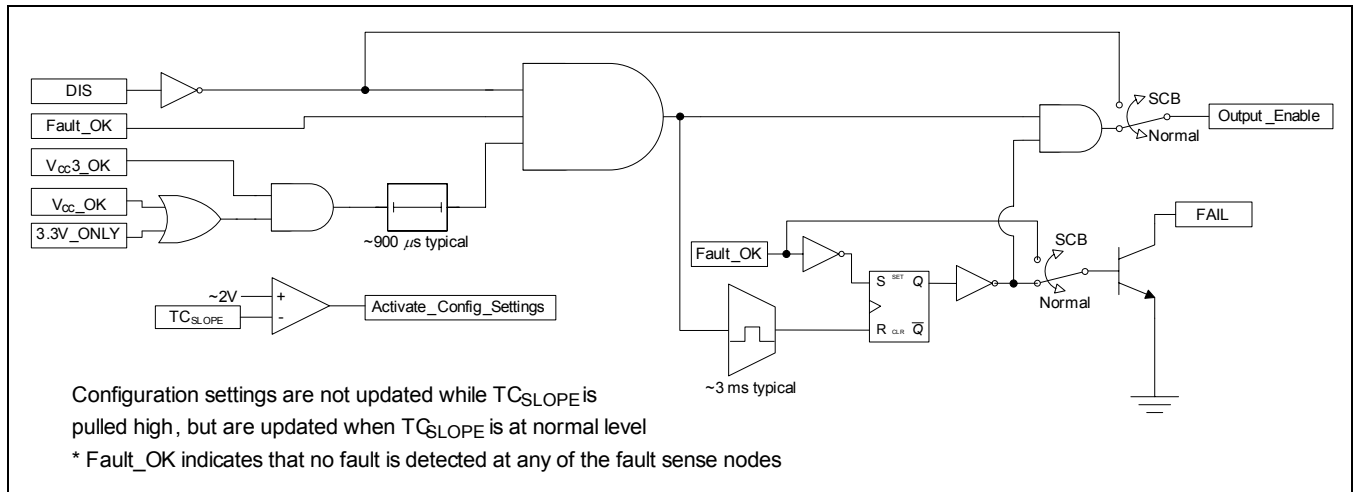 DIS
Fault_OK
VCC3_OK
VCC_OK
3.3V_ONLY
~900 μs typical
SCB
Normal
Output_Enable
FAIL
Fault_OK
SCB
Normal
S SET Q
R CLR Q̅
~3 ms typical
~2V
+
TCSLOPE
-
Activate_Config_Settings
Configuration settings are not updated while TCSLOPE is
pulled high, but are updated when TCSLOPE is at normal level
* Fault_OK indicates that no fault is detected at any of the fault sense nodes